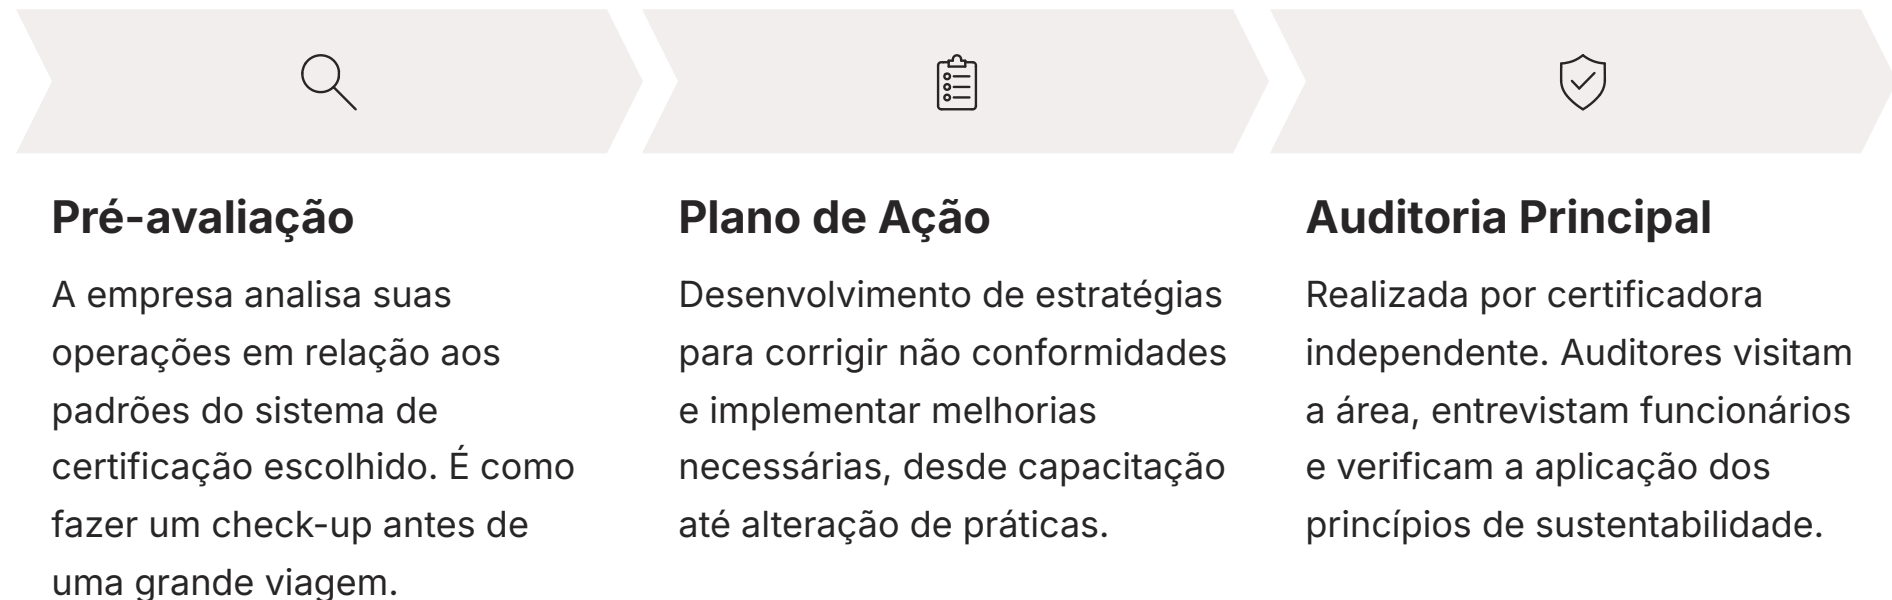 Pré-avaliação
A empresa analisa suas
operações em relação aos
padrões do sistema de
certificação escolhido. É como
fazer um check-up antes de
uma grande viagem.
Plano de Ação
Desenvolvimento de estratégias
para corrigir não conformidades
e implementar melhorias
necessárias, desde capacitação
até alteração de práticas.
Auditoria Principal
Realizada por certificadora
independente. Auditores visitam
a área, entrevistam funcionários
e verificam a aplicação dos
princípios de sustentabilidade.